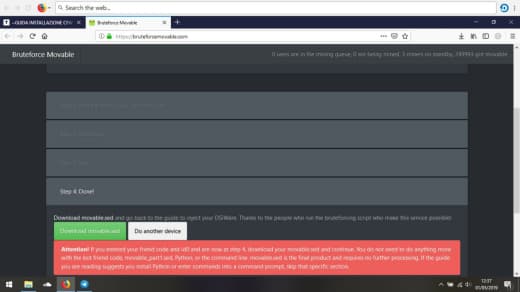 Search the web...
-GUIDA INSTALLAZIONE CFW
Bruteforce Movable
https://bruteforcemovable.com
Bruteforce Movable
0 users are in the mining queue, 0 are being mined, 3 miners on standby,
Step 4: Done!
Download movable.sed and go back to the guide to inject your DSiWare. Thanks to the people who run the bruteforcing script who make this service possible!
Download movable.sed
Do another device
Attention! If you entered your friend code and id0 and are now at step 4, download your movable.sed and continue. You do not need to do anything more
with the bot friend code, movable_part1.sed, Python, or the command line. movable.sed is the final product and requires no further processing. If the guide
you are reading suggests you install Python or enter commands into a command prompt, skip that specific section.
12:37
01/05/2019